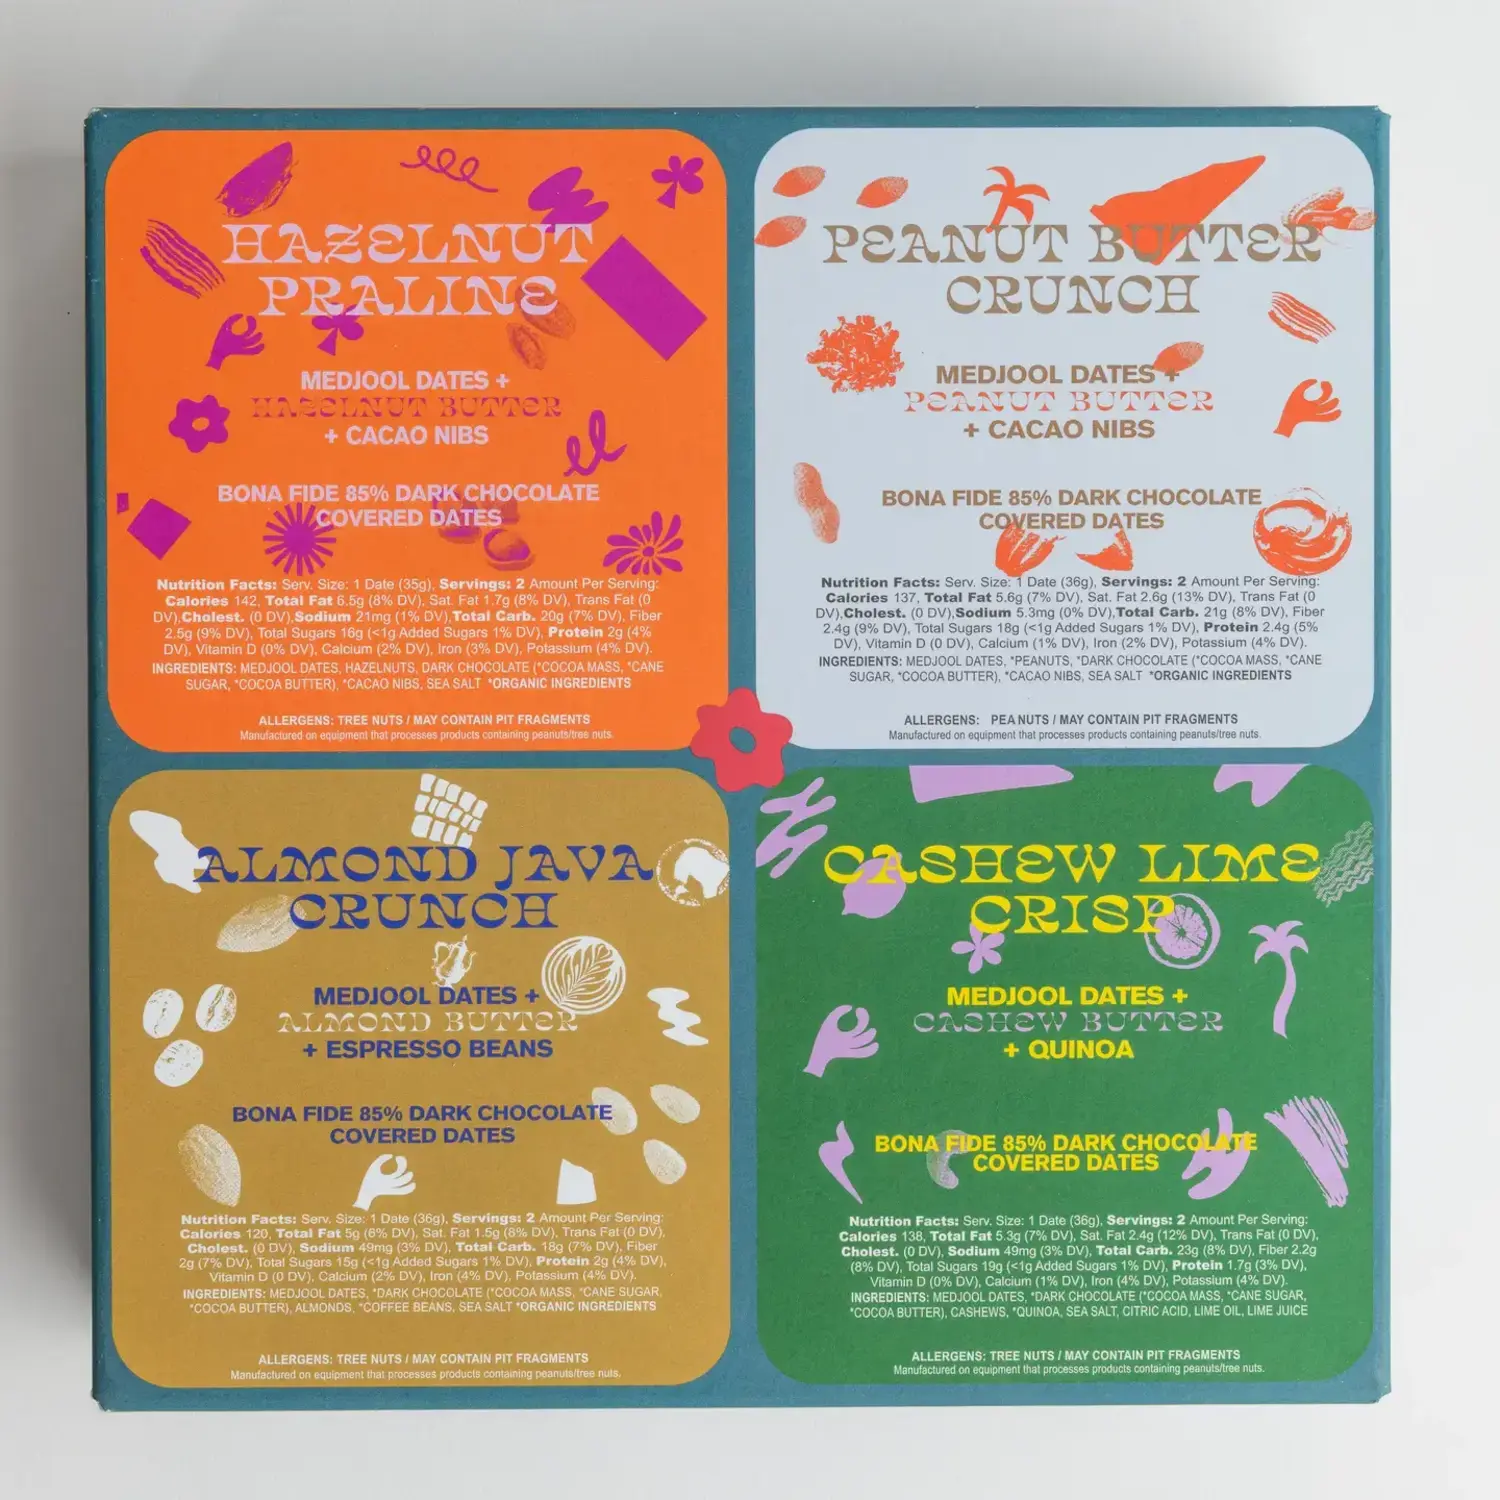 HAZELNUT
PRALINE
MEDJOOL DATES +
HAZELNUT BUTTER
+ CACAO NIBS
BONA FIDE 85% DARK CHOCOLATE
COVERED DATES
Nutrition Facts: Serv. Size: 1 Date (35g), Servings: 2 Amount Per Serving:
Calories 142, Total Fat 6.5g (8% DV), Sat. Fat 1.7g (8% DV), Trans Fat (0
DV),Cholest. (0 DV),Sodium 21mg (1% DV),Total Carb. 20g (7% DV), Fiber
2.5g (9% DV), Total Sugars 16g (<1g Added Sugars 1% DV), Protein 2g (4%
DV), Vitamin D (0% DV), Calcium (2% DV), Iron (3% DV), Potassium (4% DV).
INGREDIENTS: MEDJOOL DATES, HAZELNUTS, DARK CHOCOLATE (*COCOA MASS, *CANE
SUGAR, *COCOA BUTTER), *CACAO NIBS, SEA SALT *ORGANIC INGREDIENTS
ALLERGENS: TREE NUTS / MAY CONTAIN PIT FRAGMENTS
Manufactured on equipment that processes products containing peanuts/tree nuts.
PEANUT BUTTER
CRUNCH
MEDJOOL DATES +
PEANUT BUTTER
+ CACAO NIBS
BONA FIDE 85% DARK CHOCOLATE
COVERED DATES
Nutrition Facts: Serv. Size: 1 Date (36g), Servings: 2 Amount Per Serving:
Calories 137, Total Fat 5.6g (7% DV), Sat. Fat 2.6g (13% DV), Trans Fat (0
DV),Cholest. (0 DV),Sodium 5.3mg (0% DV),Total Carb. 21g (8% DV), Fiber
2.4g (9% DV), Total Sugars 18g (<1g Added Sugars 1% DV), Protein 2.4g (5%
DV), Vitamin D (0 DV), Calcium (1% DV), Iron (2% DV), Potassium (4% DV).
INGREDIENTS: MEDJOOL DATES, *PEANUTS, *DARK CHOCOLATE (*COCOA MASS, *CANE
SUGAR, *COCOA BUTTER), *CACAO NIBS, SEA SALT *ORGANIC INGREDIENTS
ALLERGENS: PEANUTS / MAY CONTAIN PIT FRAGMENTS
Manufactured on equipment that processes products containing peanuts/tree nuts.
ALMOND JAVA
CRUNCH
MEDJOOL DATES +
ALMOND BUTTER
+ ESPRESSO BEANS
BONA FIDE 85% DARK CHOCOLATE
COVERED DATES
Nutrition Facts: Serv. Size: 1 Date (36g), Servings: 2 Amount Per Serving:
Calories 120, Total Fat 5g (6% DV), Sat. Fat 1.5g (8% DV), Trans Fat (0 DV),
Cholest. (0 DV), Sodium 49mg (3% DV), Total Carb. 18g (7% DV), Fiber
2g (7% DV), Total Sugars 15g (<1g Added Sugars 1% DV), Protein 2g (4% DV),
Vitamin D (0 DV), Calcium (2% DV), Iron (4% DV), Potassium (4% DV).
INGREDIENTS: MEDJOOL DATES, *DARK CHOCOLATE (*COCOA MASS, *CANE SUGAR,
*COCOA BUTTER), ALMONDS, *COFFEE BEANS, SEA SALT *ORGANIC INGREDIENTS
ALLERGENS: TREE NUTS / MAY CONTAIN PIT FRAGMENTS
Manufactured on equipment that processes products containing peanuts/tree nuts.
CASHEW LIME
CRISP
MEDJOOL DATES +
CASHEW BUTTER
+ QUINOA
BONA FIDE 85% DARK CHOCOLATE
COVERED DATES
Nutrition Facts: Serv. Size: 1 Date (36g), Servings: 2 Amount Per Serving:
Calories 138, Total Fat 5.3g (7% DV), Sat. Fat 2.4g (12% DV), Trans Fat (0 DV),
Cholest. (0 DV), Sodium 49mg (3% DV), Total Carb. 23g (8% DV), Fiber 2.2g
(8% DV), Total Sugars 19g (<1g Added Sugars 1% DV), Protein 1.7g (3% DV),
Vitamin D (0% DV), Calcium (1% DV), Iron (4% DV), Potassium (4% DV).
INGREDIENTS: MEDJOOL DATES, *DARK CHOCOLATE (*COCOA MASS, *CANE SUGAR,
*COCOA BUTTER), CASHEWS, *QUINOA, SEA SALT, CITRIC ACID, LIME OIL, LIME JUICE
ALLERGENS: TREE NUTS / MAY CONTAIN PIT FRAGMENTS
Manufactured on equipment that processes products containing peanuts/tree nuts.